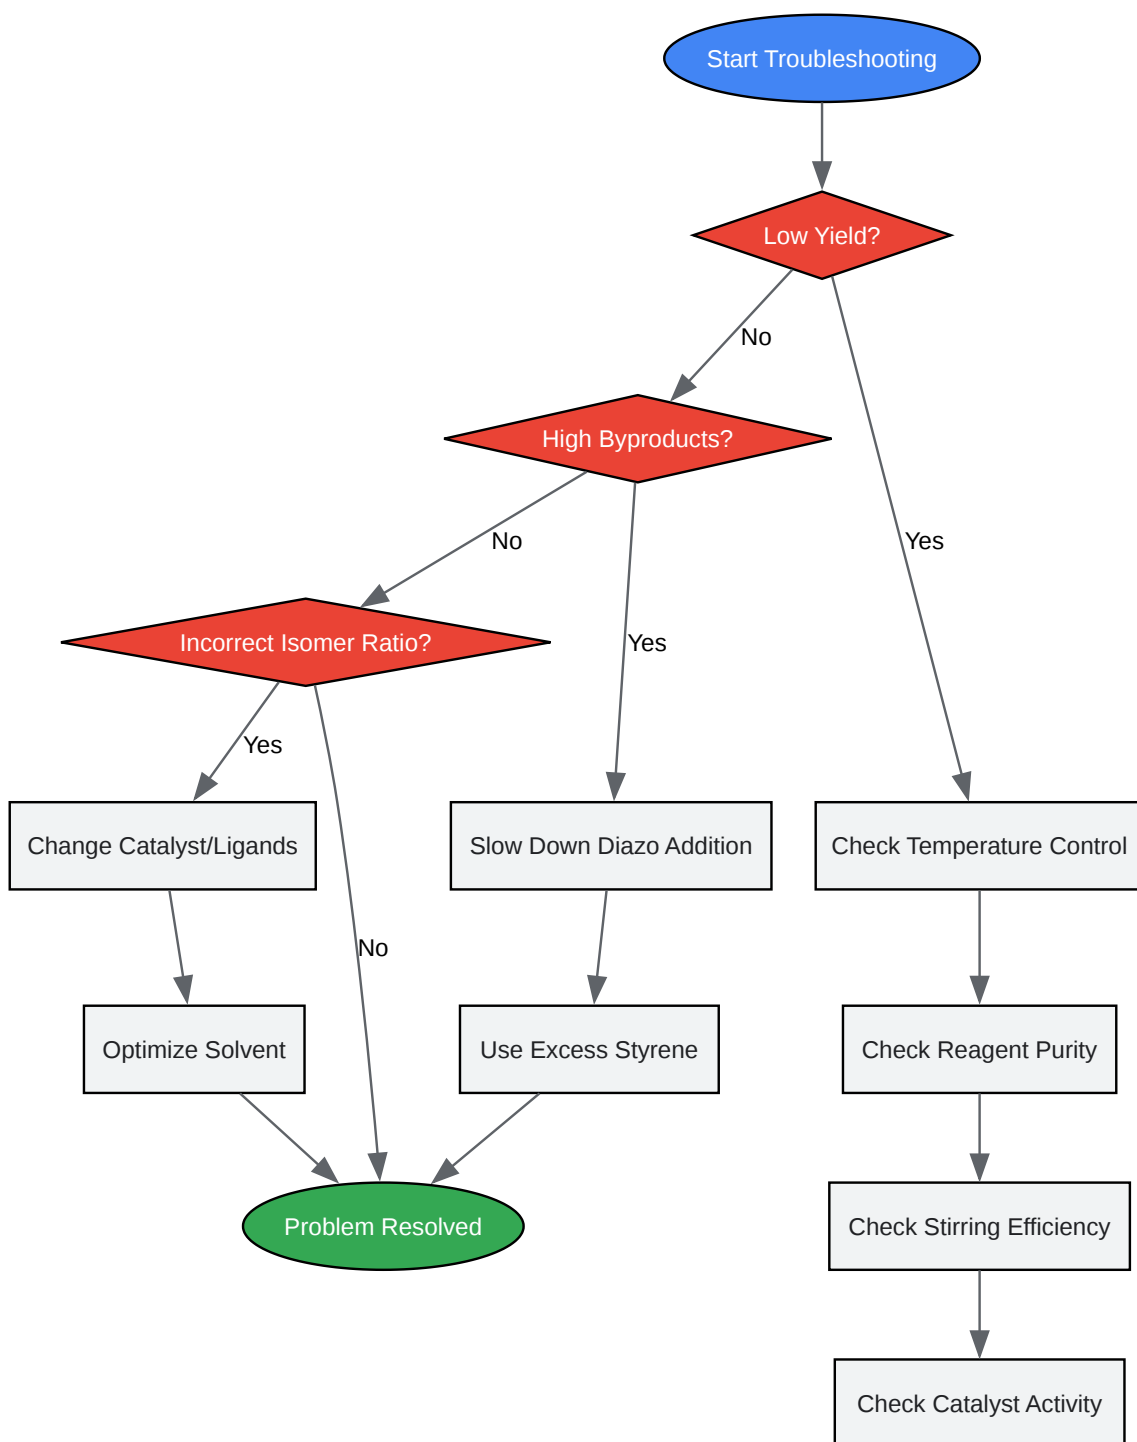 Start Troubleshooting
Low Yield?
No
High Byproducts?
No
Yes
Incorrect Isomer Ratio?
Yes
Yes
Change Catalyst/Ligands
Slow Down Diazo Addition
Check Temperature Control
No
Optimize Solvent
Use Excess Styrene
Check Reagent Purity
Problem Resolved
Check Stirring Efficiency
Check Catalyst Activity